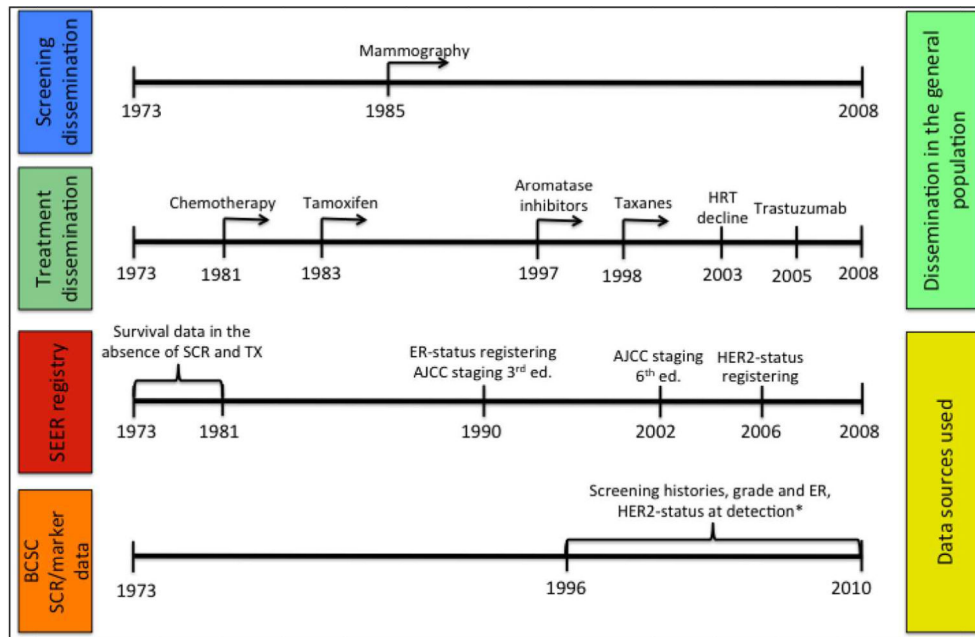 Screening
dissemination
Mammography
1973
1985
2008
Treatment
dissemination
Chemotherapy
Tamoxifen
Aromatase
inhibitors
Taxanes
HRT
decline
Trastuzumab
1973
1981
1983
1997
1998
2003
2005
2008
Dissemination in the general
population
SEER registry
Survival data in the
absence of SCR and TX
ER-status registering
AJCC staging 3rd ed.
AJCC staging
6th ed.
HER2-status
registering
1973
1981
1990
2002
2006
2008
BCSC
SCR/marker
data
Screening histories, grade and ER,
HER2-status at detection*
1973
1996
2010
Data sources used